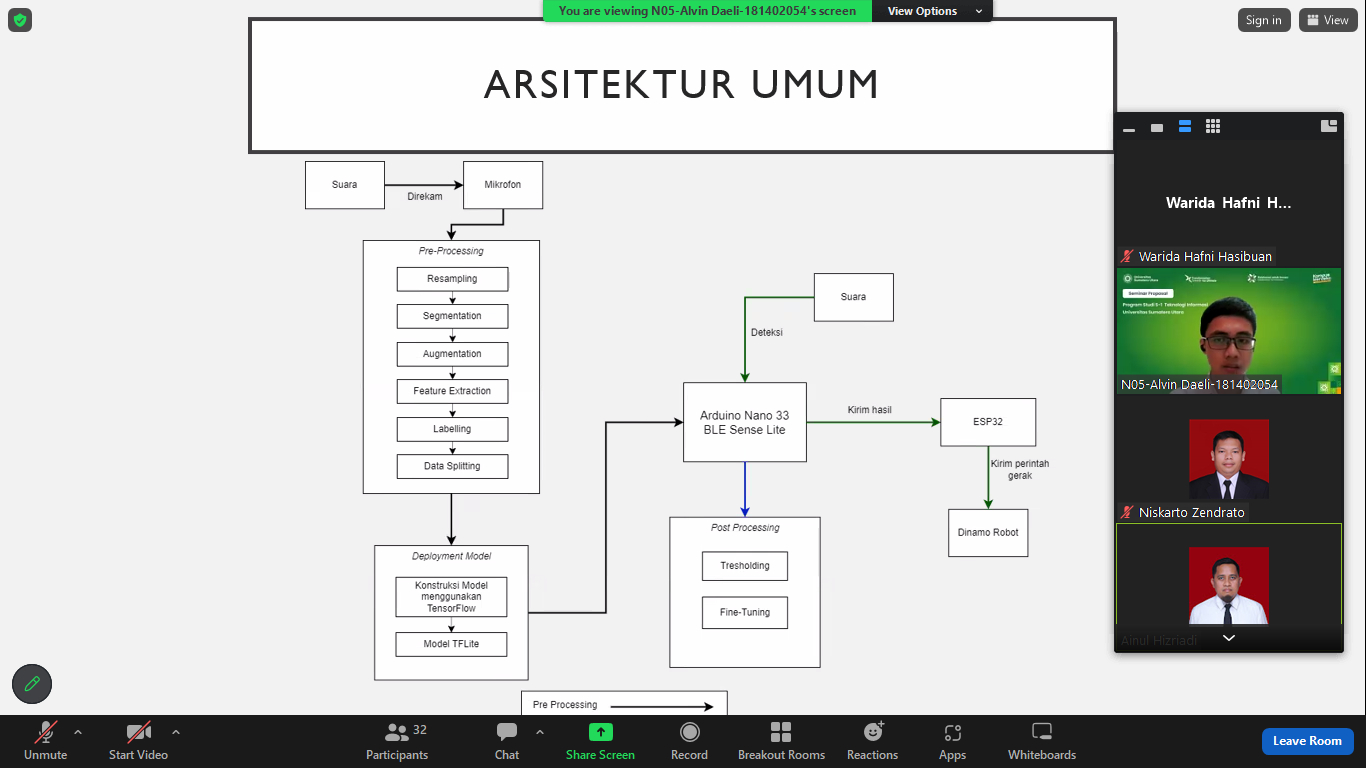 You are viewing N05-Alvin Daeli-181402054's screen
View Options
Sign in
View
ARSITEKTUR UMUM
Suara
Direkam
Mikrofon
Pre-Processing
Resampling
Segmentation
Augmentation
Feature Extraction
Labelling
Data Splitting
Deployment Model
Konstruksi Model
menggunakan
TensorFlow
Model TFLite
Suara
Deteksi
Arduino Nano 33
BLE Sense Lite
Kirim hasil
ESP32
Kirim perintah
gerak
Dinamo Robot
Post Processing
Tresholding
Fine-Tuning
Pre Processing
Warida Hafni H...
Warida Hafni Hasibuan
Seminar Proposal
Program Studi S-1 Teknologi Informasi
Universitas Sumatera Utara
N05-Alvin Daeli-181402054
Niskarto Zendrato
Ainul Hizriadi
Unmute
Start Video
Participants
32
Chat
Share Screen
Record
Breakout Rooms
Reactions
Apps
Whiteboards
Leave Room